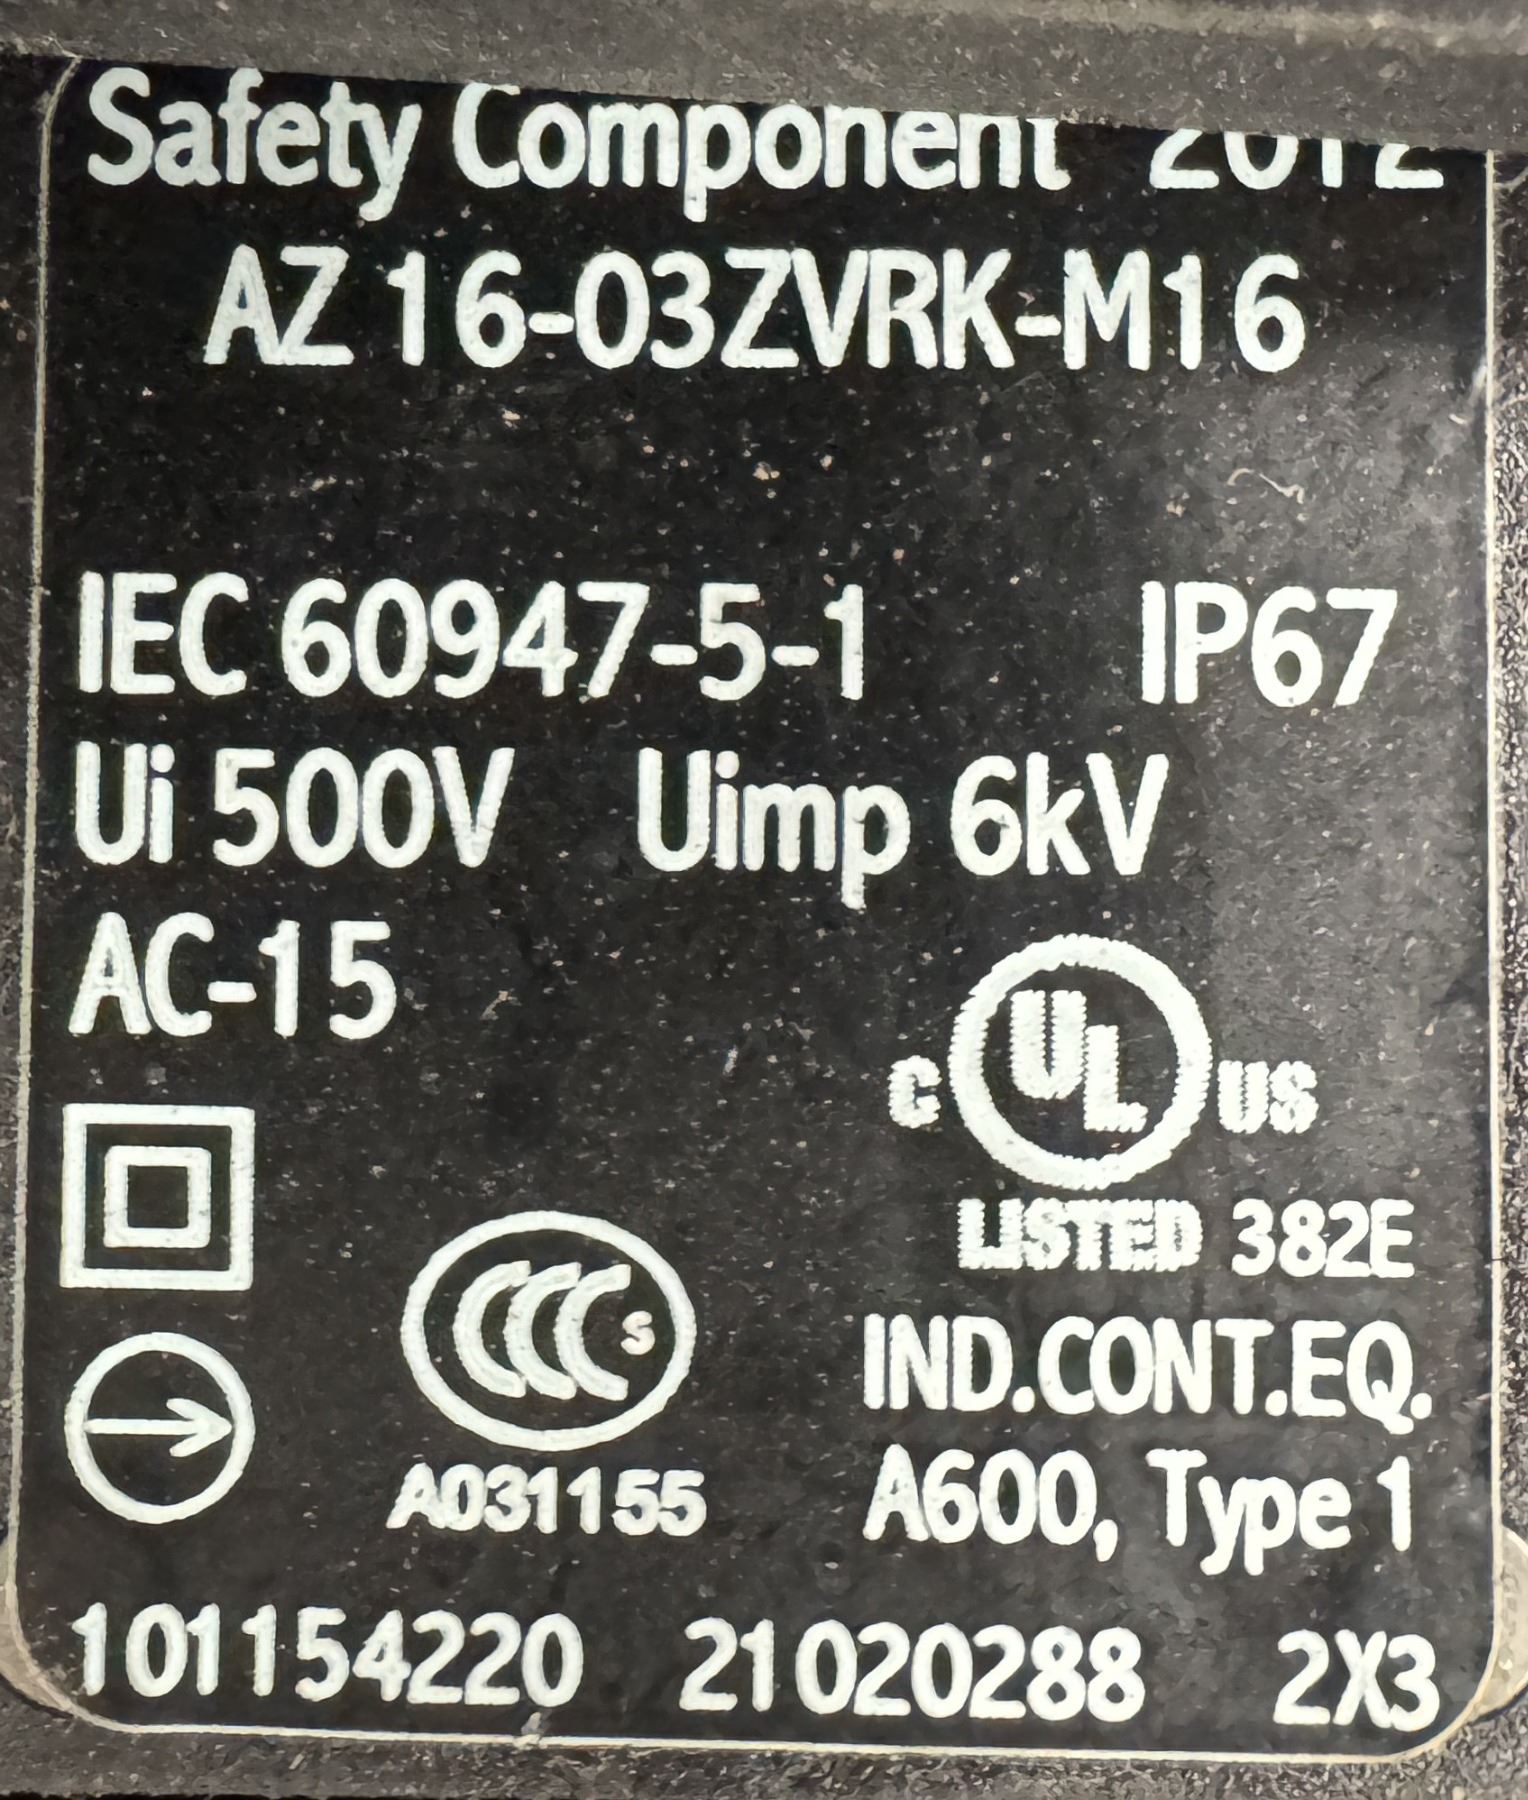 Safety Component 2012
AZ 16-03ZVRK-M16
IEC 60947-5-1 IP67
Ui 500V Uimp 6kV
AC-15
C UL US
LISTED 382E
CCC S
IND.CONT.EQ.
A031155
A600, Type 1
101154220 21020288 2X3